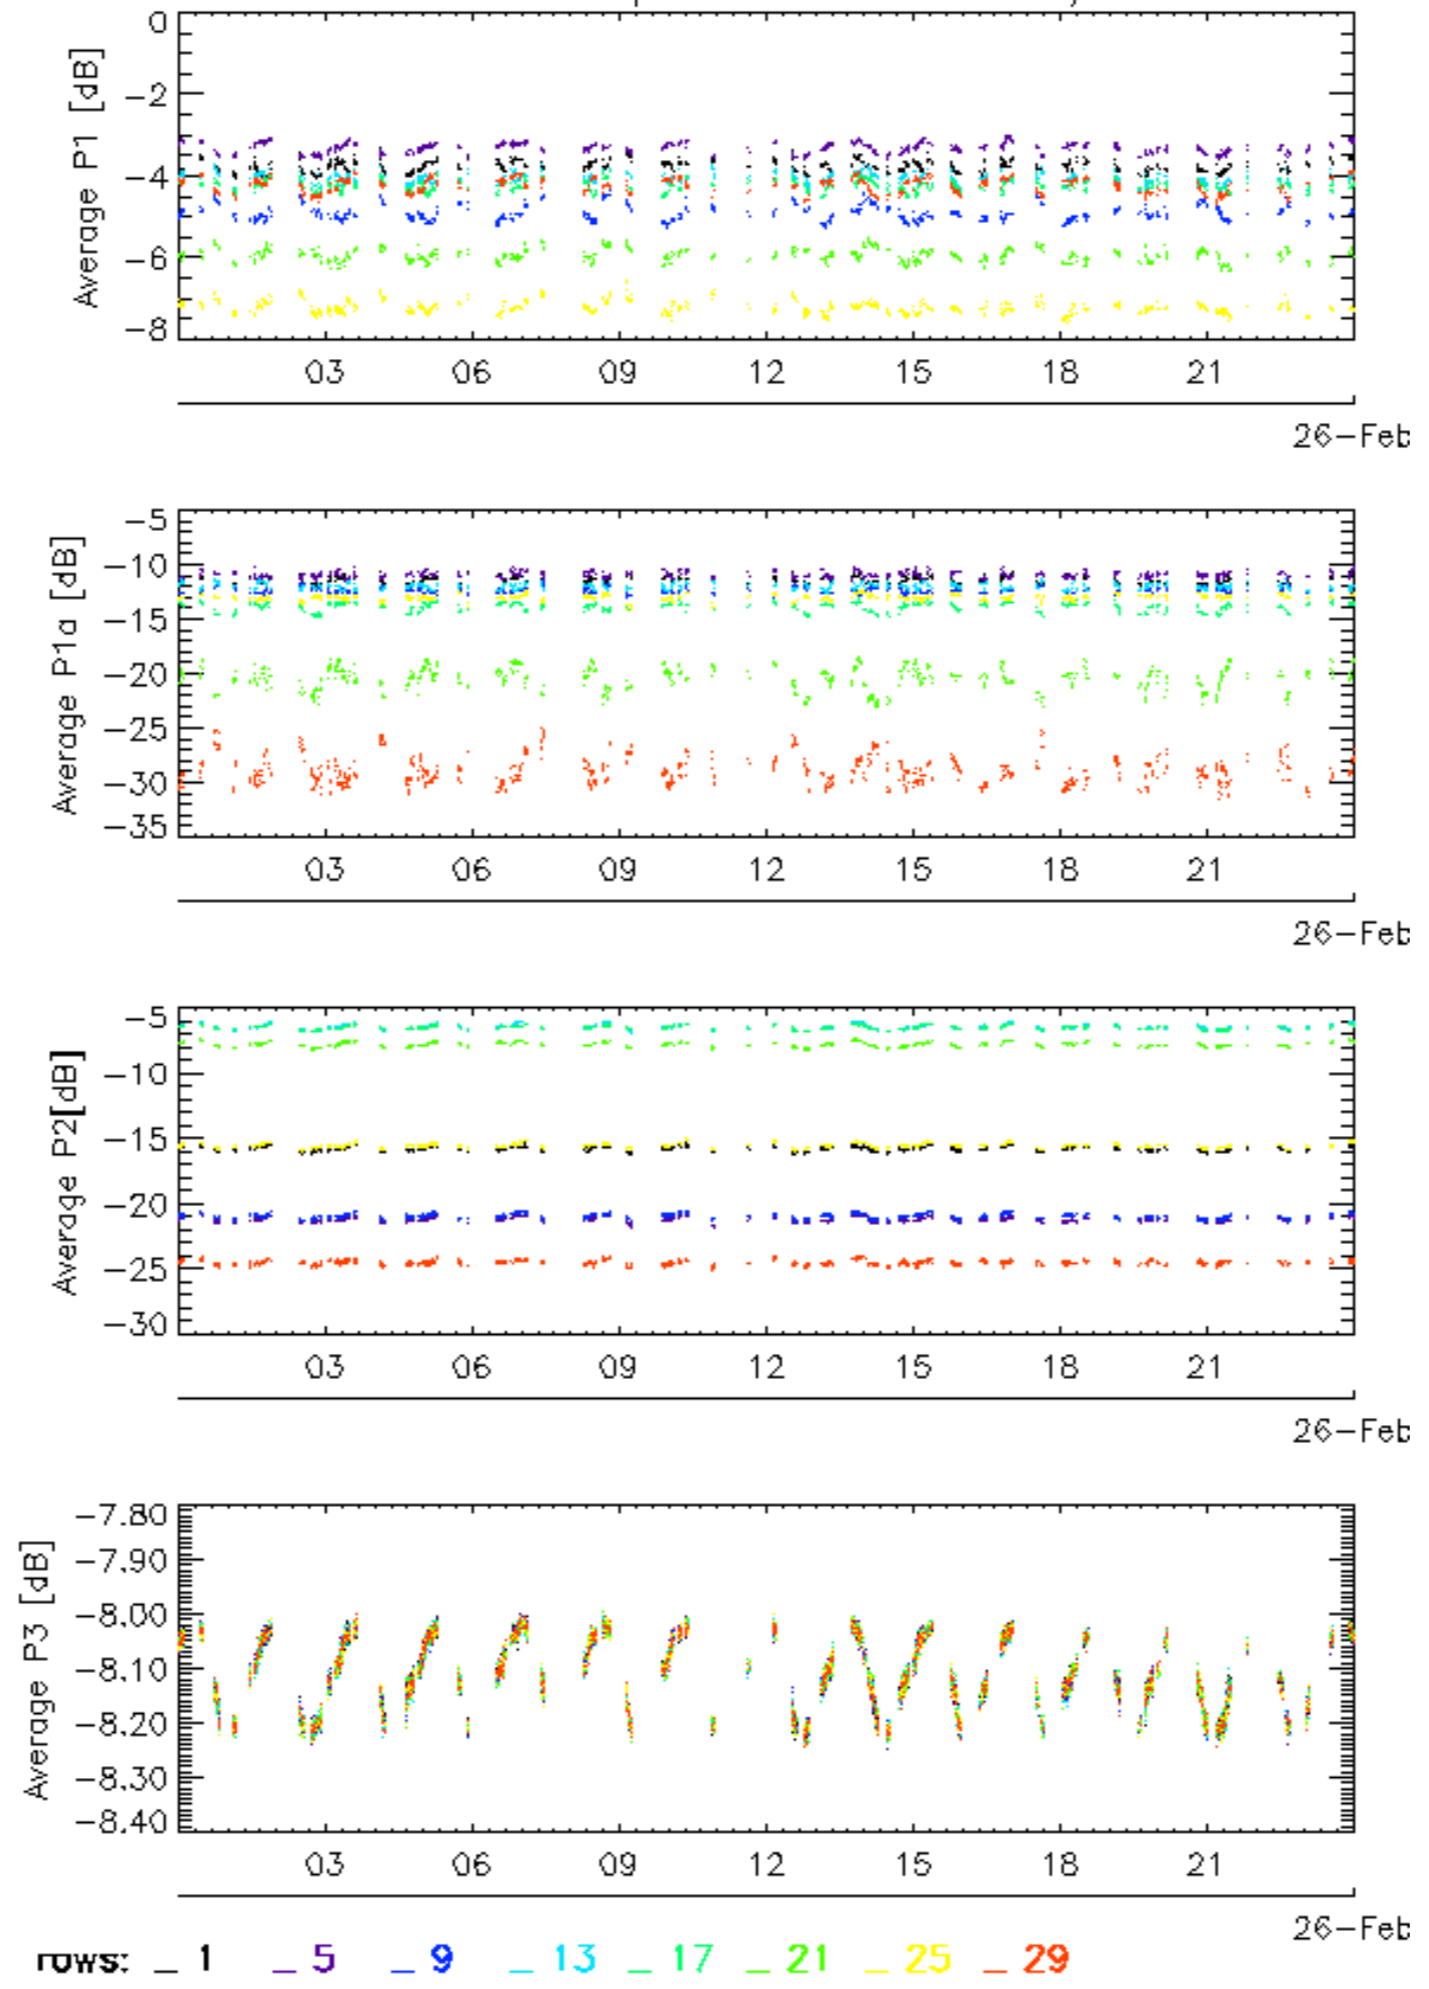 0
-2
-4
-6
-8
Average P1 [dB]
03 06 09 12 15 18 21
26-Feb
-5
-10
-15
-20
-25
-30
-35
Average P1a [dB]
03 06 09 12 15 18 21
26-Feb
-5
-10
-15
-20
-25
-30
Average P2[dB]
03 06 09 12 15 18 21
26-Feb
-7.80
-7.90
-8.00
-8.10
-8.20
-8.30
-8.40
Average P3 [dB]
03 06 09 12 15 18 21
26-Feb
rows: _ 1 _ 5 _ 9 _ 13 _ 17 _ 21 _ 25 _ 29